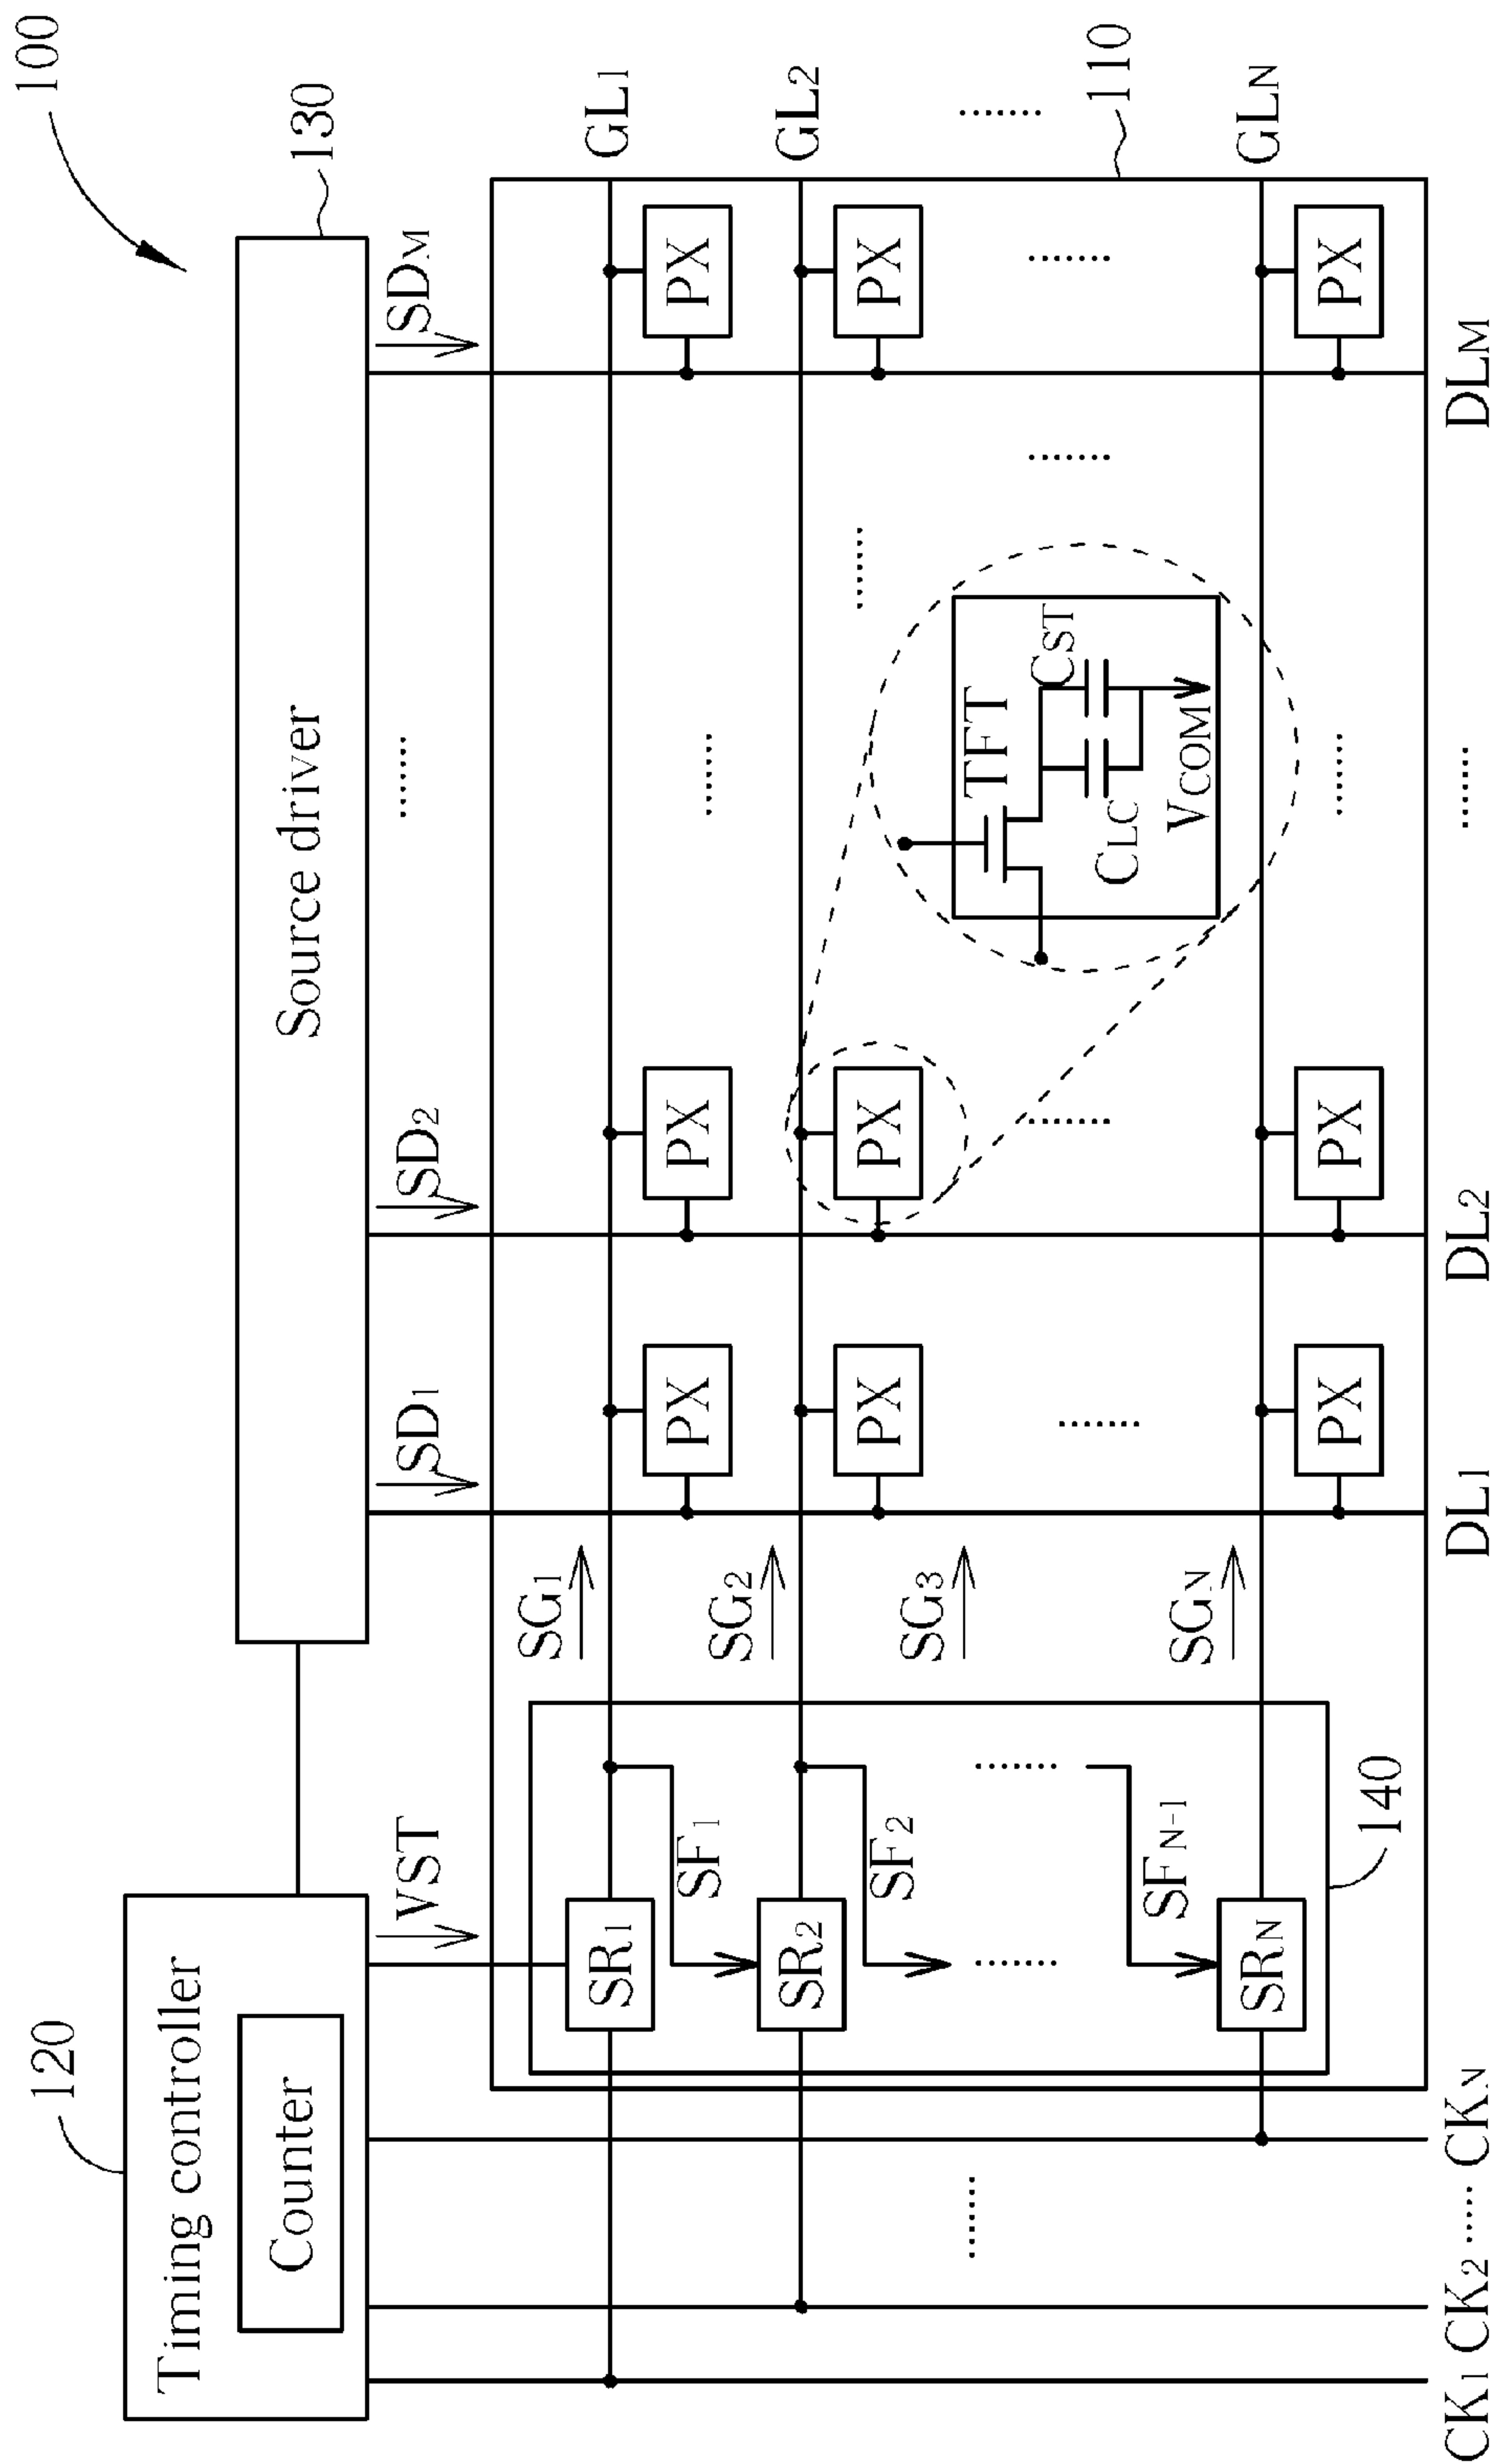 100
120
Timing controller
Counter
130
Source driver
VST
SD1
SD2
.......
SDM
GL1
SR1
SG1
SF1
PX
PX
.......
PX
GL2
SR2
SG2
SF2
PX
PX
.......
PX
SG3
.......
TFT
CLC
CST
VCOM
110
SFN-1
GLN
SRN
SGN
PX
PX
.......
PX
140
CK1 CK2 ...... CKN
DL1
DL2
.......
DLM